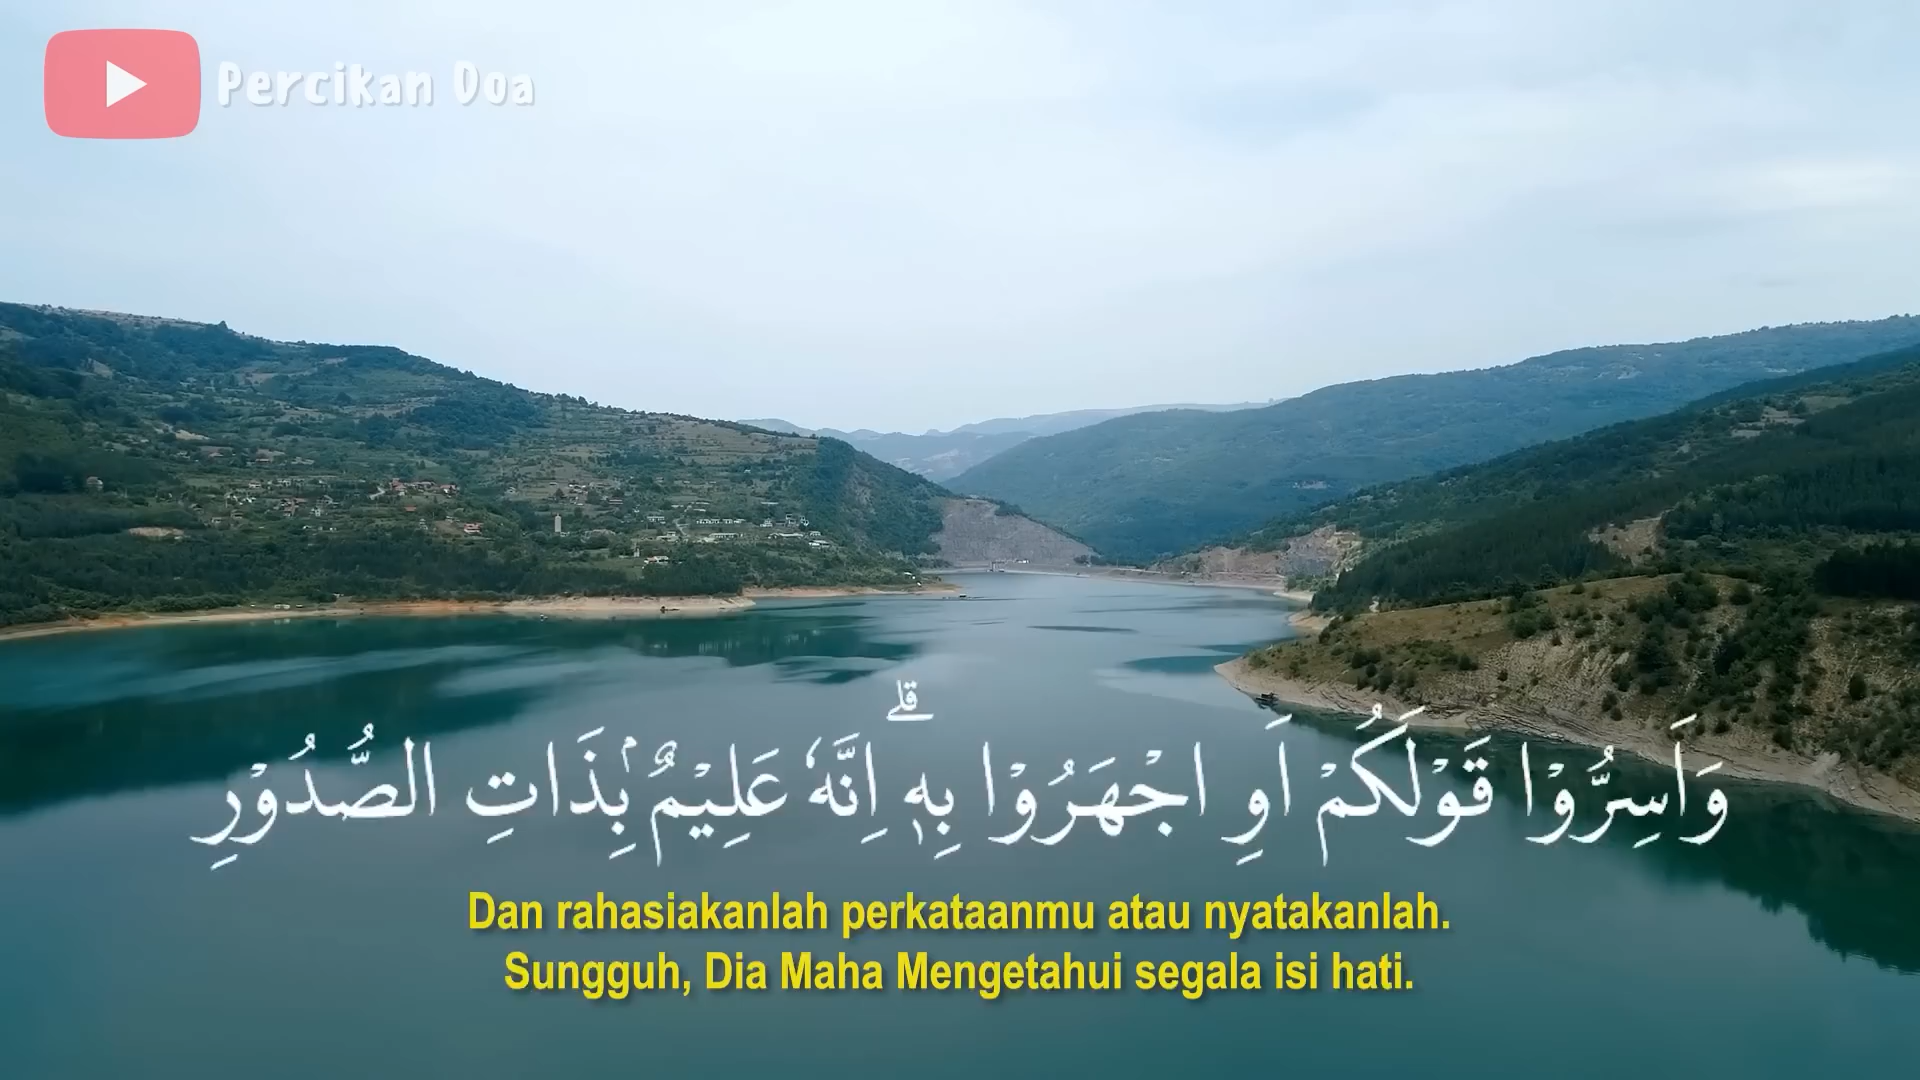 Percikan Doa
وَاَسِرُّوْا قَوْلَكُمْ اَوِ اجْهَرُوْا بِهٖۗ اِنَّهٗ عَلِيْمٌۢ بِذَاتِ الصُّدُوْرِ
Dan rahasiakanlah perkataanmu atau nyatakanlah.
Sungguh, Dia Maha Mengetahui segala isi hati.